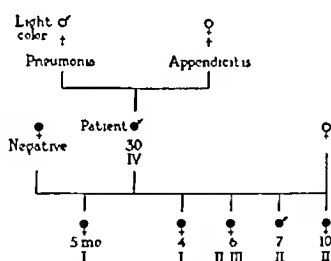 Light ♂
color †
♀
†
Pneumonia Appendicitis
♀ Patient ♂ ♀
Negative 30
IV
5 mo 4 6 7 10
I I II III II II